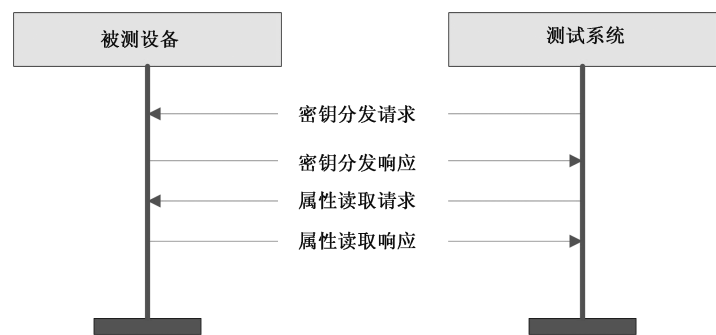 被测设备
测试系统
密钥分发请求
密钥分发响应
属性读取请求
属性读取响应